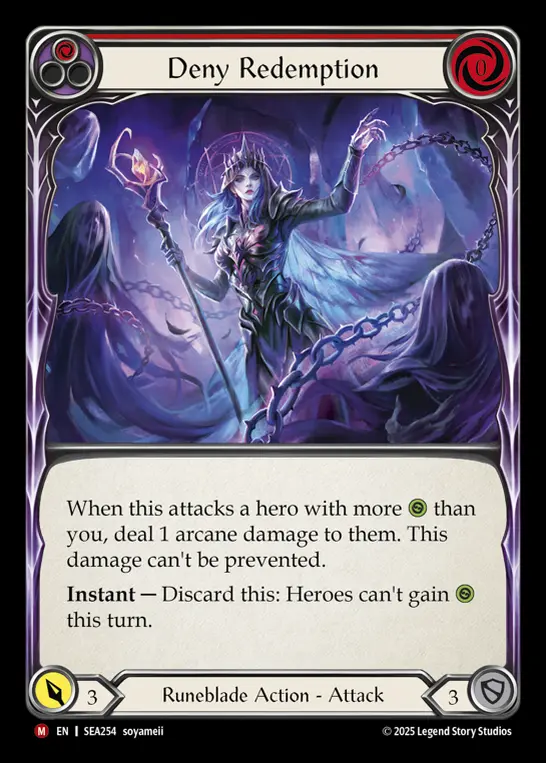 Deny Redemption
0
When this attacks a hero with more than
you, deal 1 arcane damage to them. This
damage can't be prevented.
Instant — Discard this: Heroes can't gain
this turn.
3
Runeblade Action - Attack
3
M EN | SEA254 soyameii
© 2025 Legend Story Studios